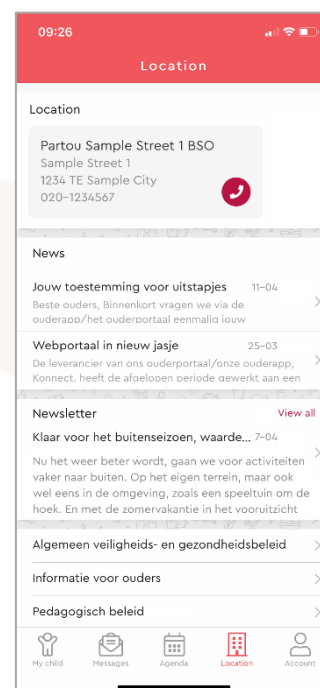 09:26
Location
Location
Partou Sample Street 1 BSO
Sample Street 1
1234 TE Sample City
020-1234567
News
Jouw toestemming voor uitstapjes 11-04
Beste ouders, Binnenkort vragen we via de
ouderapp/het ouderportaal eenmalig jouw
Webportaal in nieuw jasje 25-03
De leverancier van ons ouderportaal/onze ouderapp,
Konnect, heeft de afgelopen periode gewerkt aan een
Newsletter View all
Klaar voor het buitenseizoen, waarde... 7-04
Nu het weer beter wordt, gaan we voor activiteiten
vaker naar buiten. Op het eigen terrein, maar ook
wel eens in de omgeving, zoals een speeltuin om de
hoek. En met de zomervakantie in het vooruitzicht
Algemeen veiligheids- en gezondheidsbeleid
Informatie voor ouders
Pedagogisch beleid
My child Messages Agenda Location Account